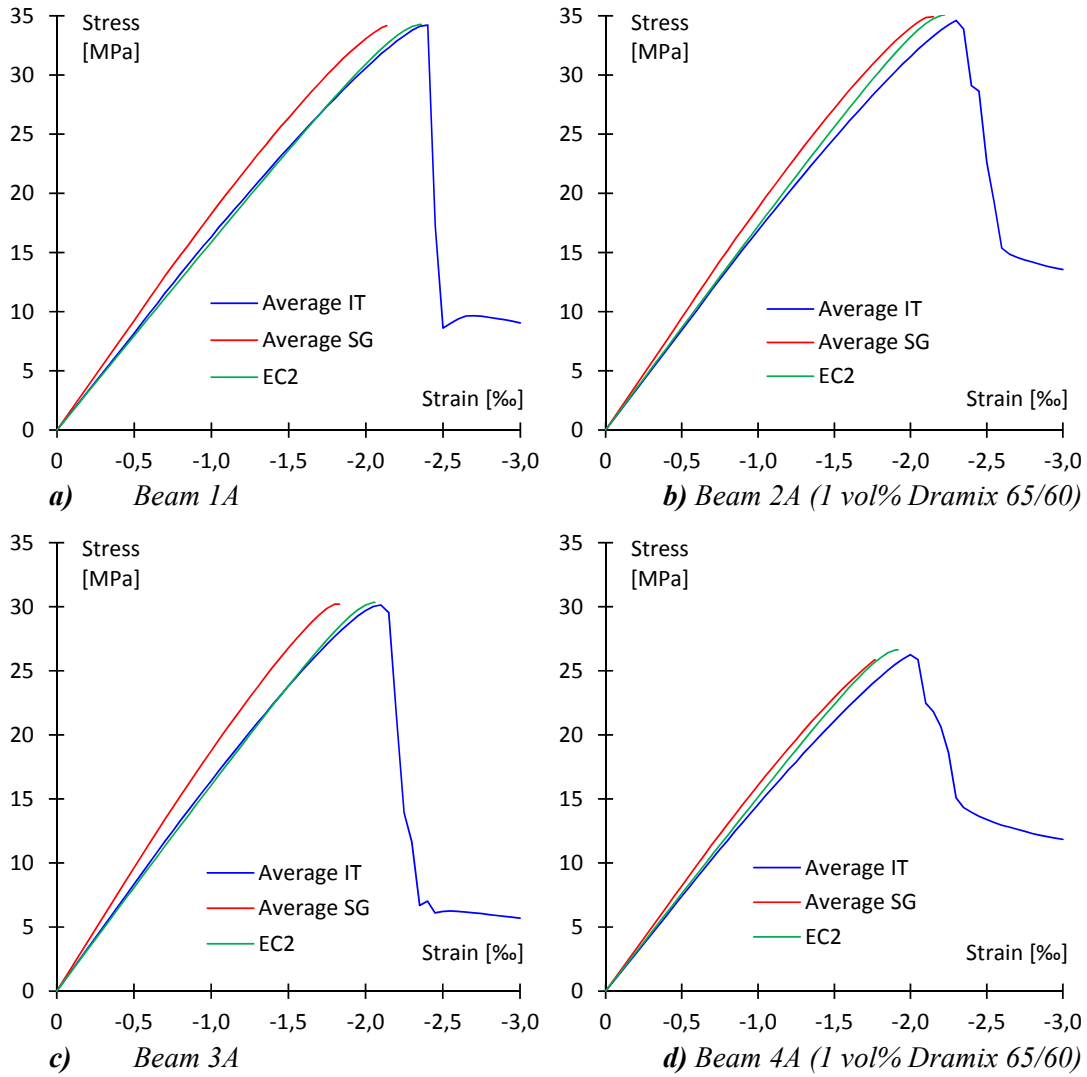 35
Stress
[MPa]
30
25
20
15
10
5
0
Average IT
Average SG
EC2
Strain [‰]
0 -0,5 -1,0 -1,5 -2,0 -2,5 -3,0
a) Beam 1A
35
Stress
[MPa]
30
25
20
15
10
5
0
Average IT
Average SG
EC2
Strain [‰]
0 -0,5 -1,0 -1,5 -2,0 -2,5 -3,0
b) Beam 2A (1 vol% Dramix 65/60)
35
Stress
[MPa]
30
25
20
15
10
5
0
Average IT
Average SG
EC2
Strain [‰]
0 -0,5 -1,0 -1,5 -2,0 -2,5 -3,0
c) Beam 3A
35
Stress
[MPa]
30
25
20
15
10
5
0
Average IT
Average SG
EC2
Strain [‰]
0 -0,5 -1,0 -1,5 -2,0 -2,5 -3,0
d) Beam 4A (1 vol% Dramix 65/60)